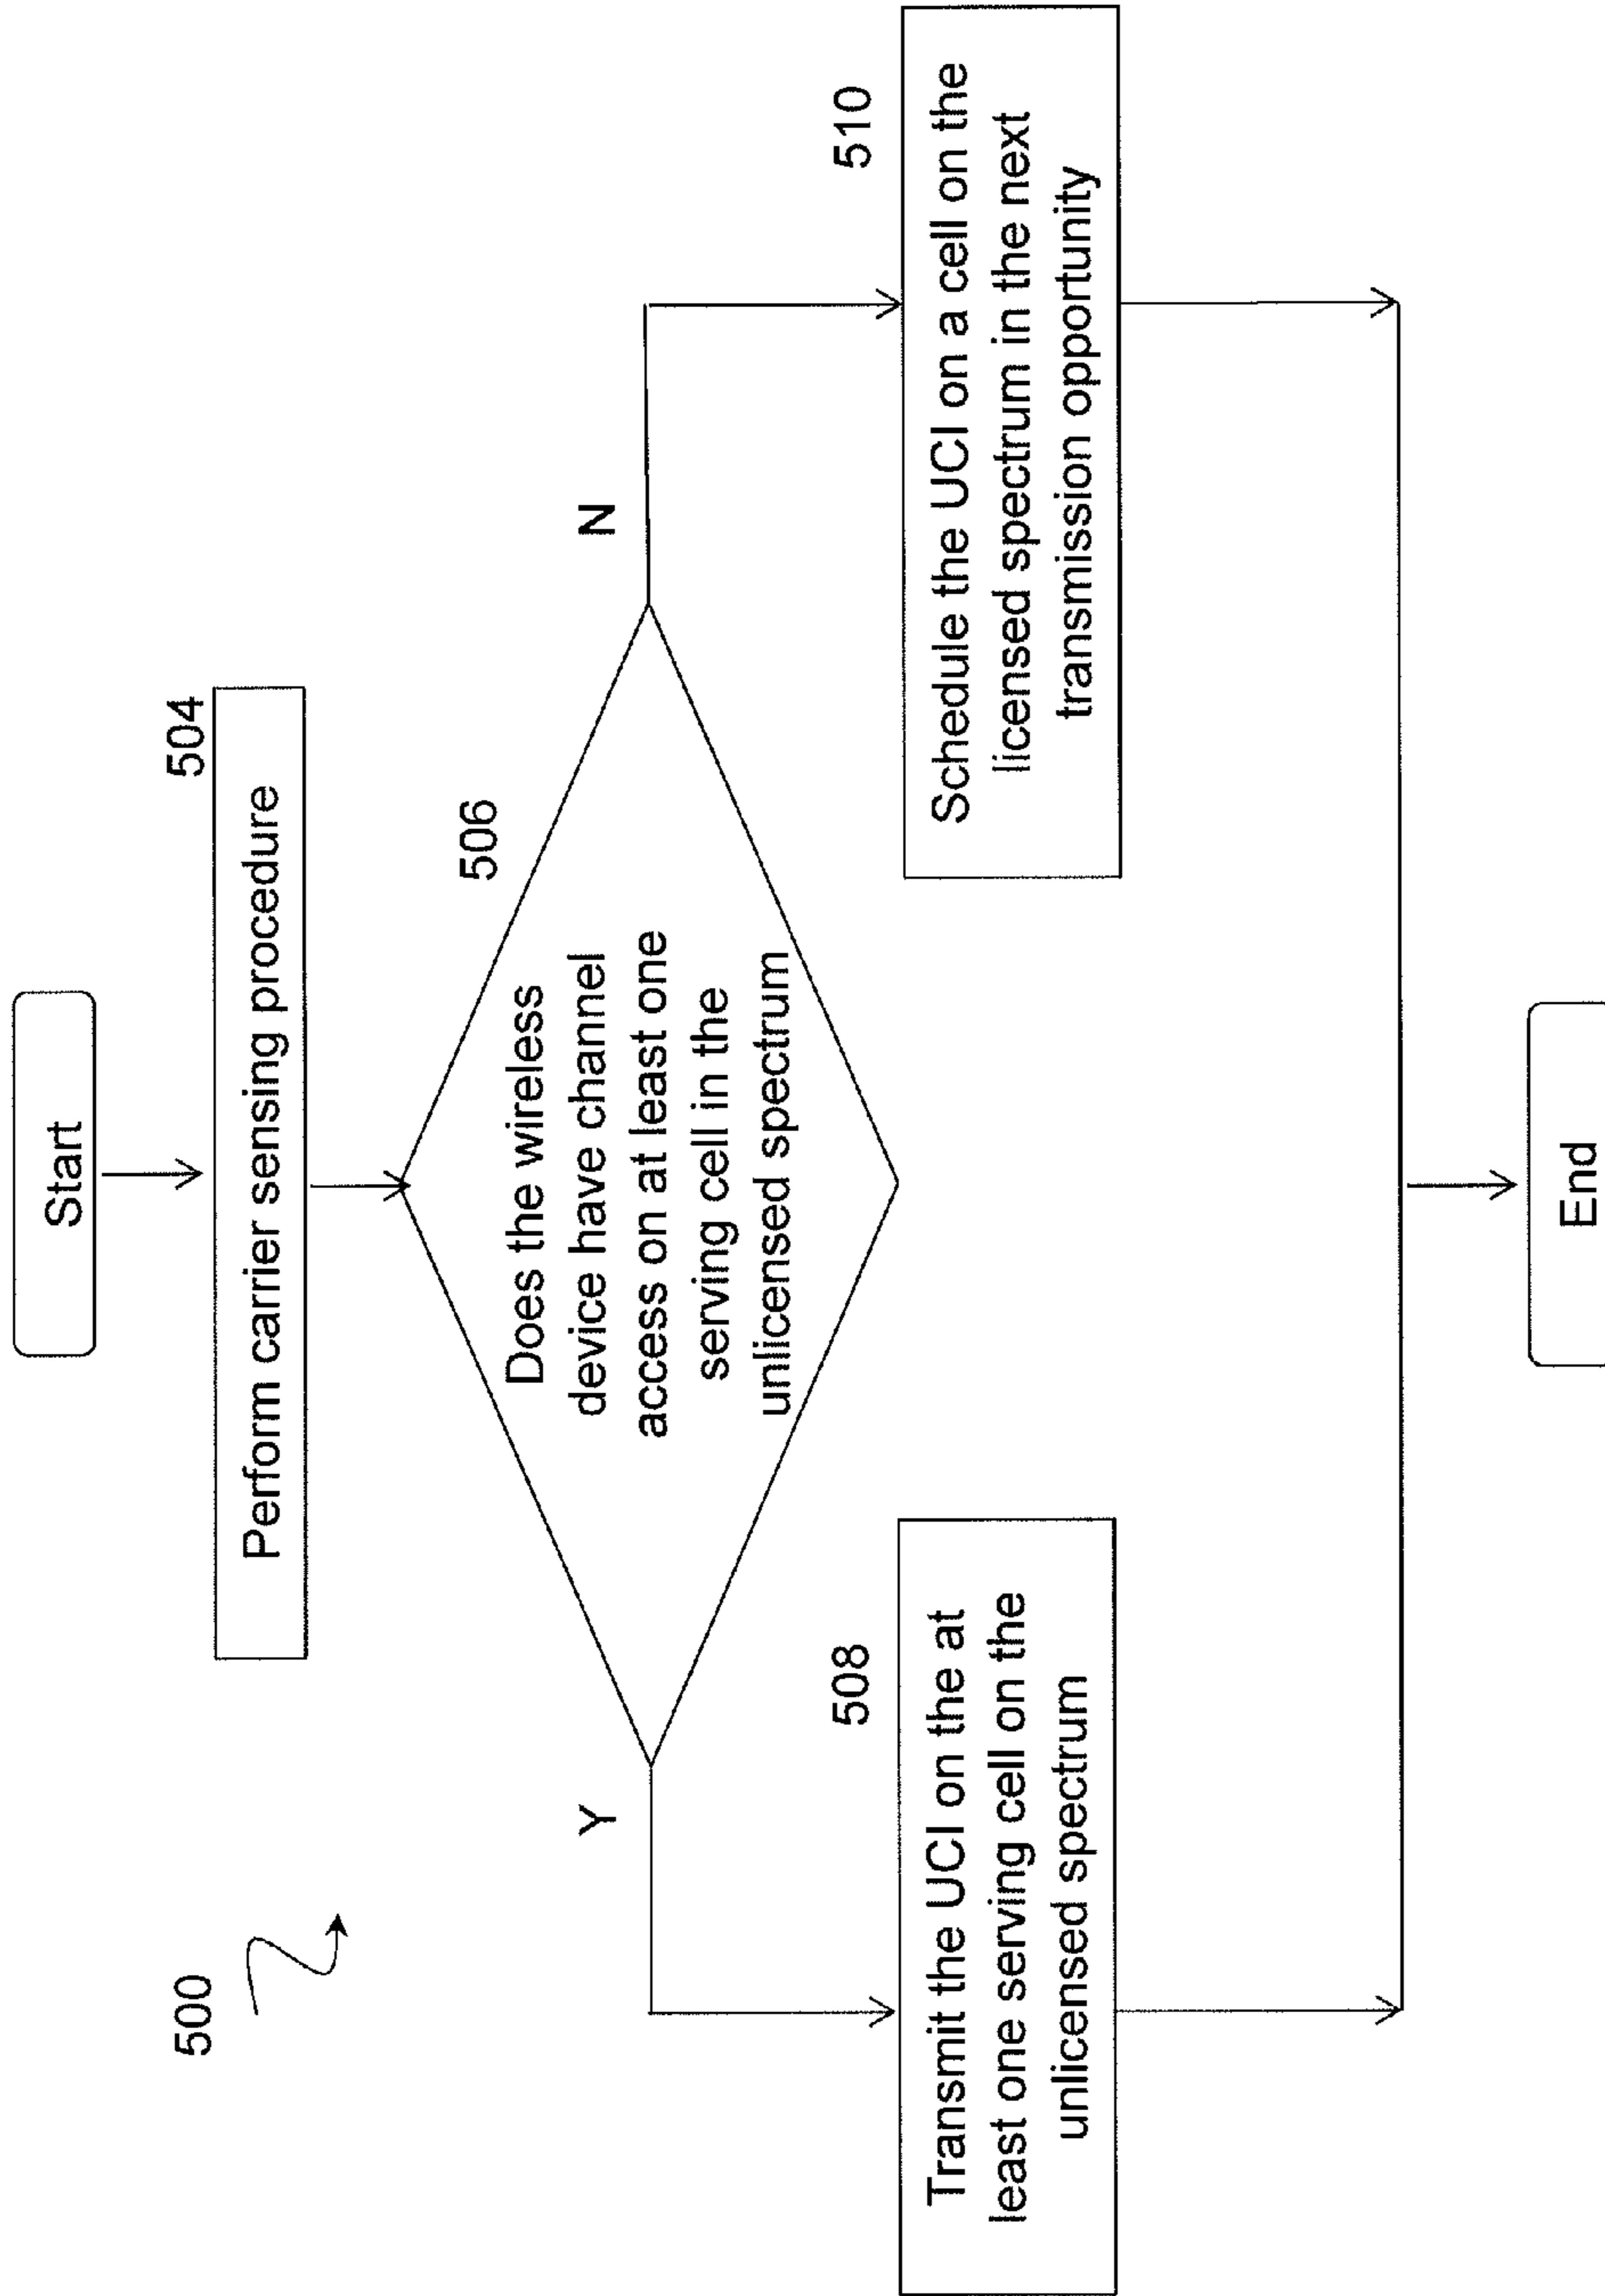 500
Start
504
Perform carrier sensing procedure
506
Does the wireless
device have channel
access on at least one
serving cell in the
unlicensed spectrum
Y
N
508
Transmit the UCI on the at
least one serving cell on the
unlicensed spectrum
510
Schedule the UCI on a cell on the
licensed spectrum in the next
transmission opportunity
End